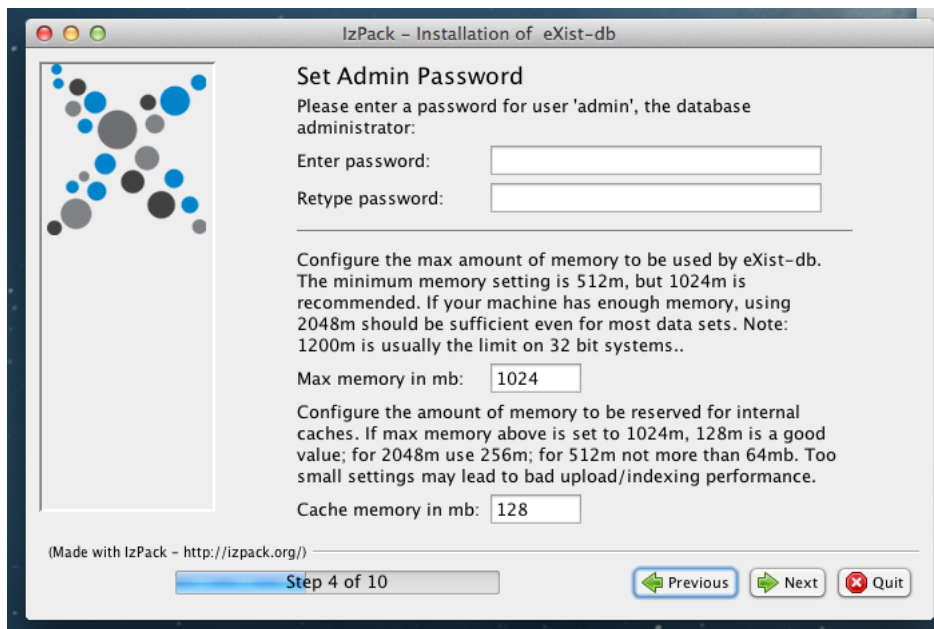 IzPack - Installation of eXist-db
Set Admin Password
Please enter a password for user 'admin', the database
administrator:
Enter password:
Retype password:
Configure the max amount of memory to be used by eXist-db.
The minimum memory setting is 512m, but 1024m is
recommended. If your machine has enough memory, using
2048m should be sufficient even for most data sets. Note:
1200m is usually the limit on 32 bit systems..
Max memory in mb: 1024
Configure the amount of memory to be reserved for internal
caches. If max memory above is set to 1024m, 128m is a good
value; for 2048m use 256m; for 512m not more than 64mb. Too
small settings may lead to bad upload/indexing performance.
Cache memory in mb: 128
(Made with IzPack - http://izpack.org/)
Step 4 of 10 Previous Next Quit